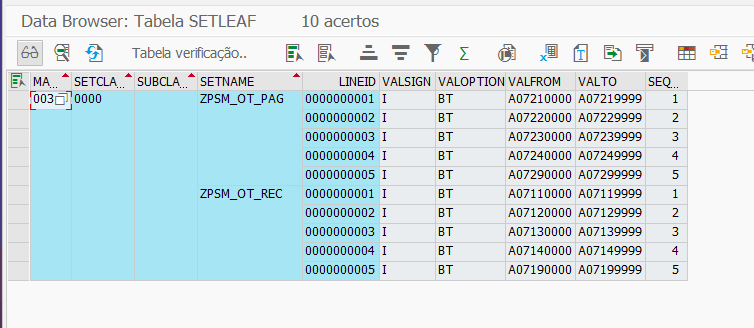 Data Browser: Tabela SETLEAF 10 acertos
Tabela verificação..
MA.. SETCLA.. SUBCLA.. SETNAME LINEID VALSIGN VALOPTION VALFROM VALTO SEQ..
003 0000 ZPSM_OT_PAG 0000000001 I BT A07210000 A07219999 1
0000000002 I BT A07220000 A07229999 2
0000000003 I BT A07230000 A07239999 3
0000000004 I BT A07240000 A07249999 4
0000000005 I BT A07290000 A07299999 5
ZPSM_OT_REC 0000000001 I BT A07110000 A07119999 1
0000000002 I BT A07120000 A07129999 2
0000000003 I BT A07130000 A07139999 3
0000000004 I BT A07140000 A07149999 4
0000000005 I BT A07190000 A07199999 5